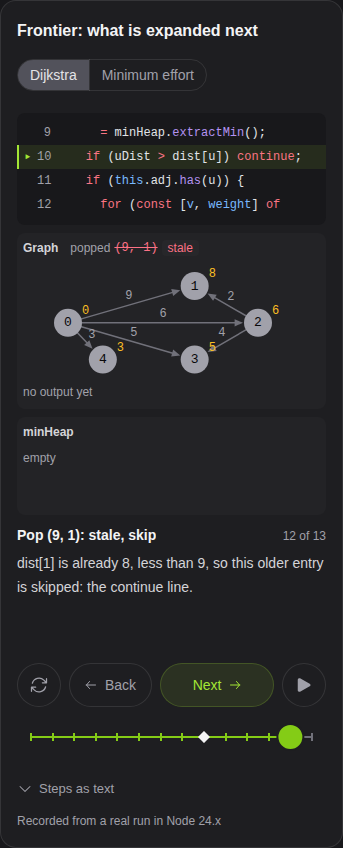 Frontier: what is expanded next
Dijkstra Minimum effort
9 = minHeap.extractMin();
▸ 10 if (uDist > dist[u]) continue;
11 if (this.adj.has(u)) {
12 for (const [v, weight] of
Graph popped (9, 1) stale
8
1
9
2
0
0
6
2
6
3
5
4
4
3
3
5
no output yet
minHeap
empty
Pop (9, 1): stale, skip 12 of 13
dist[1] is already 8, less than 9, so this older entry
is skipped: the continue line.
← Back Next →
Steps as text
Recorded from a real run in Node 24.x